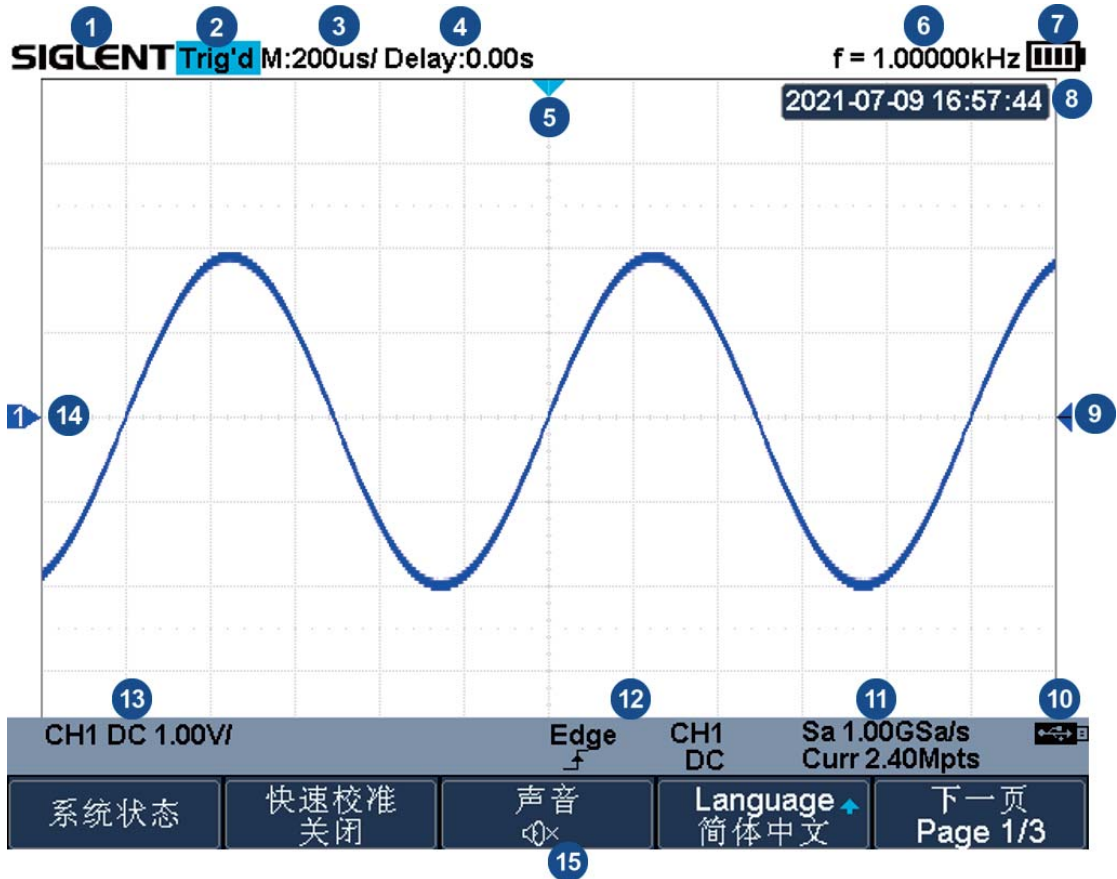 1 2 3 4 6 7
SIGLENT Trig'd M:200us/ Delay:0.00s f = 1.00000kHz
5 2021-07-09 16:57:44 8
1 14 9
13 12 11 10
CH1 DC 1.00V/ Edge CH1 Sa 1.00GSa/s
DC Curr 2.40Mpts
系统状态 快速校准 声音 Language 下一页
关闭 简体中文 Page 1/3
15